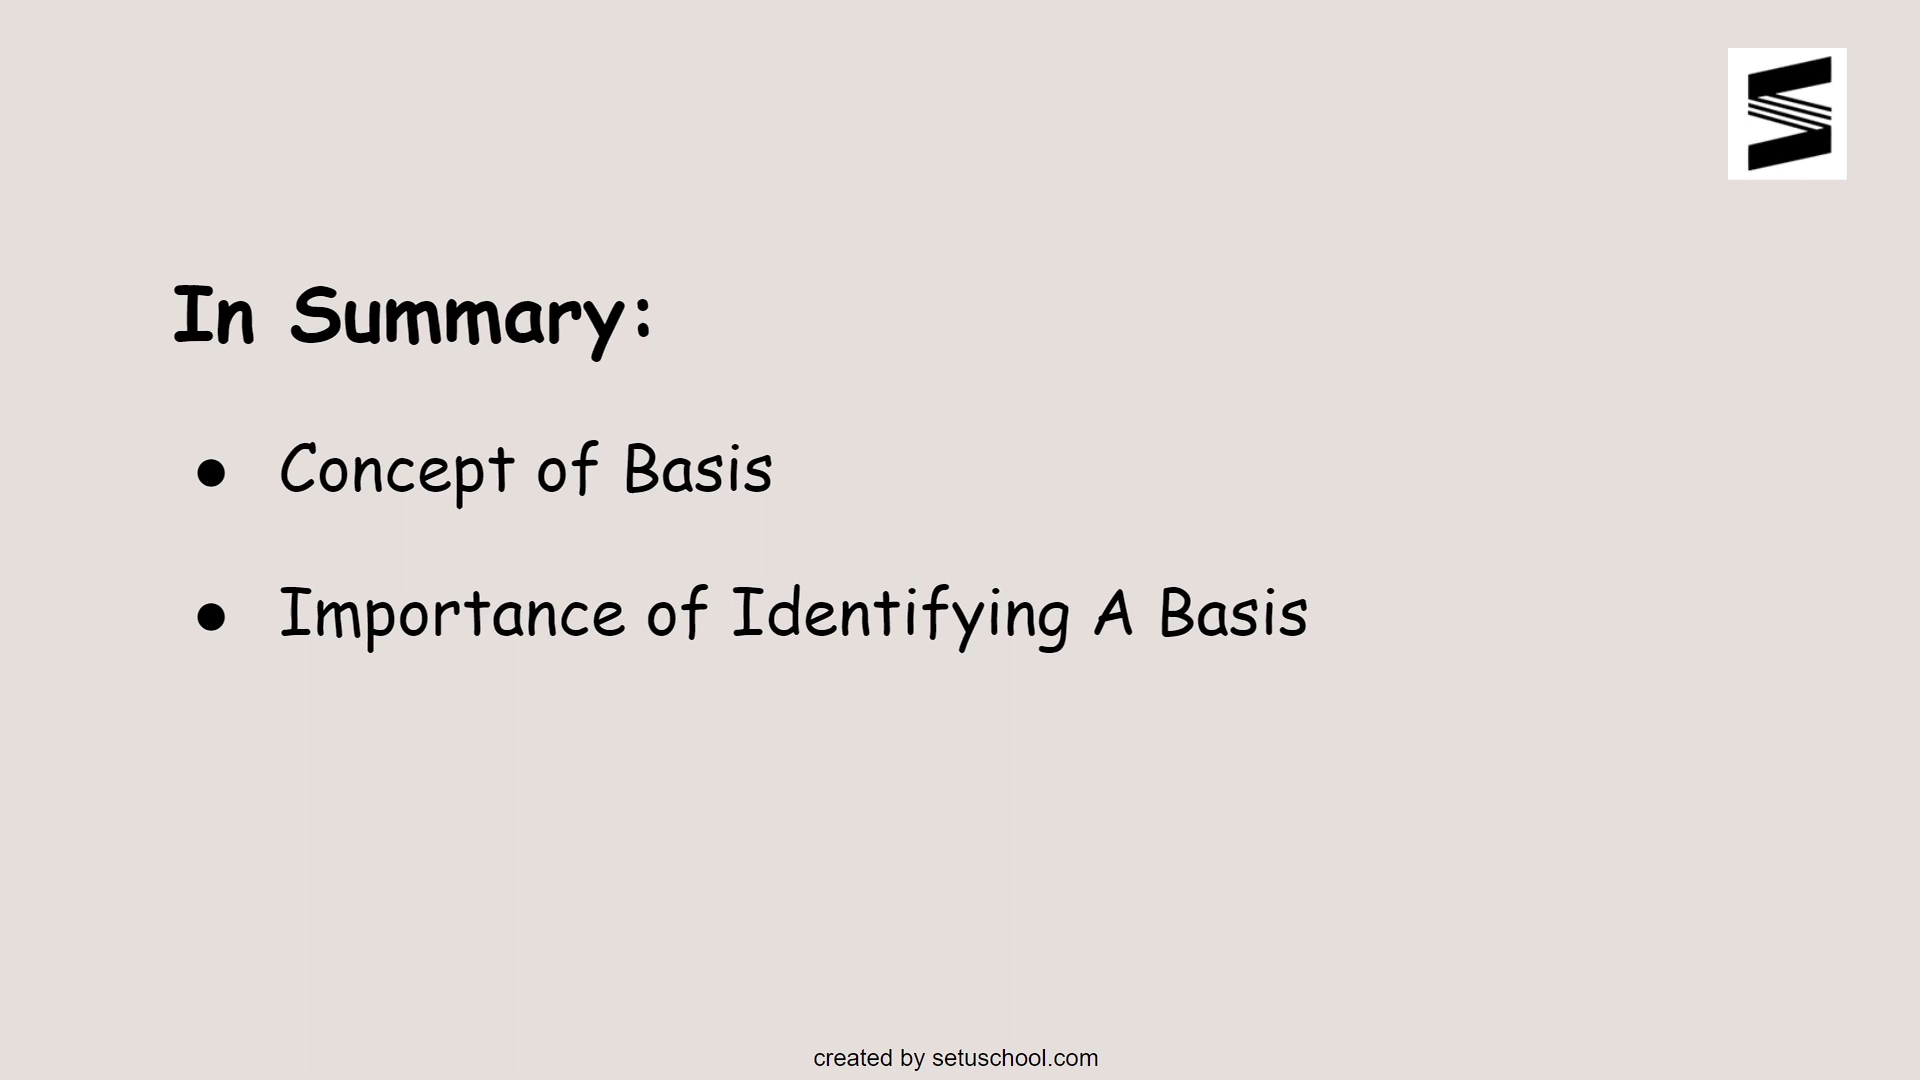 In Summary:
● Concept of Basis
● Importance of Identifying A Basis
created by setuschool.com